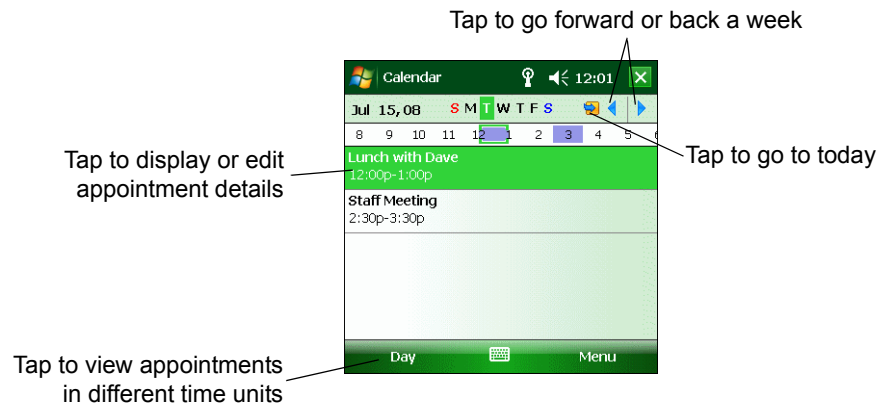 Tap to go forward or back a week
Calendar 12:01
Jul 15,08 S M T W T F S
8 9 10 11 12 1 2 3 4 5 6
Tap to display or edit
appointment details
Lunch with Dave
12:00p-1:00p
Tap to go to today
Staff Meeting
2:30p-3:30p
Tap to view appointments
in different time units
Day Menu